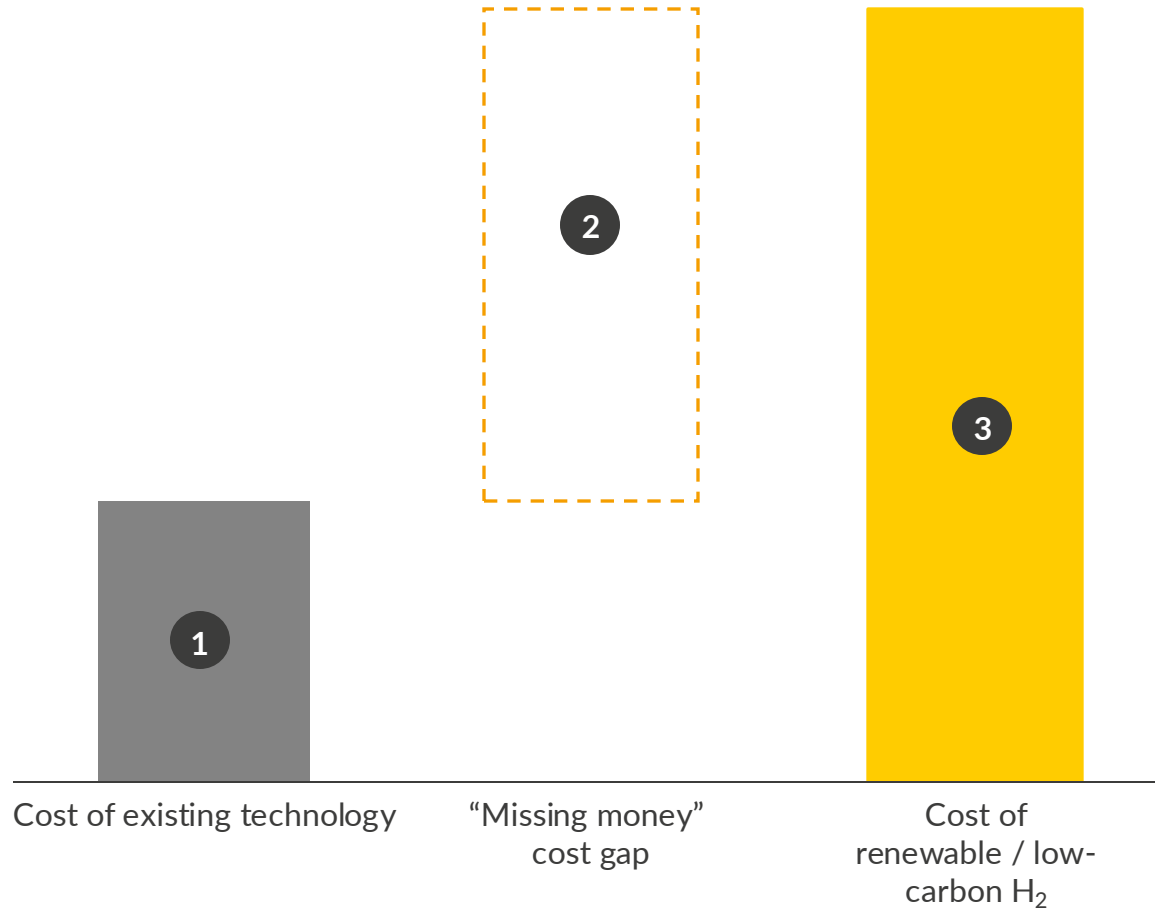 2
3
1
Cost of existing technology
“Missing money”
cost gap
Cost of
renewable / low-
carbon H₂